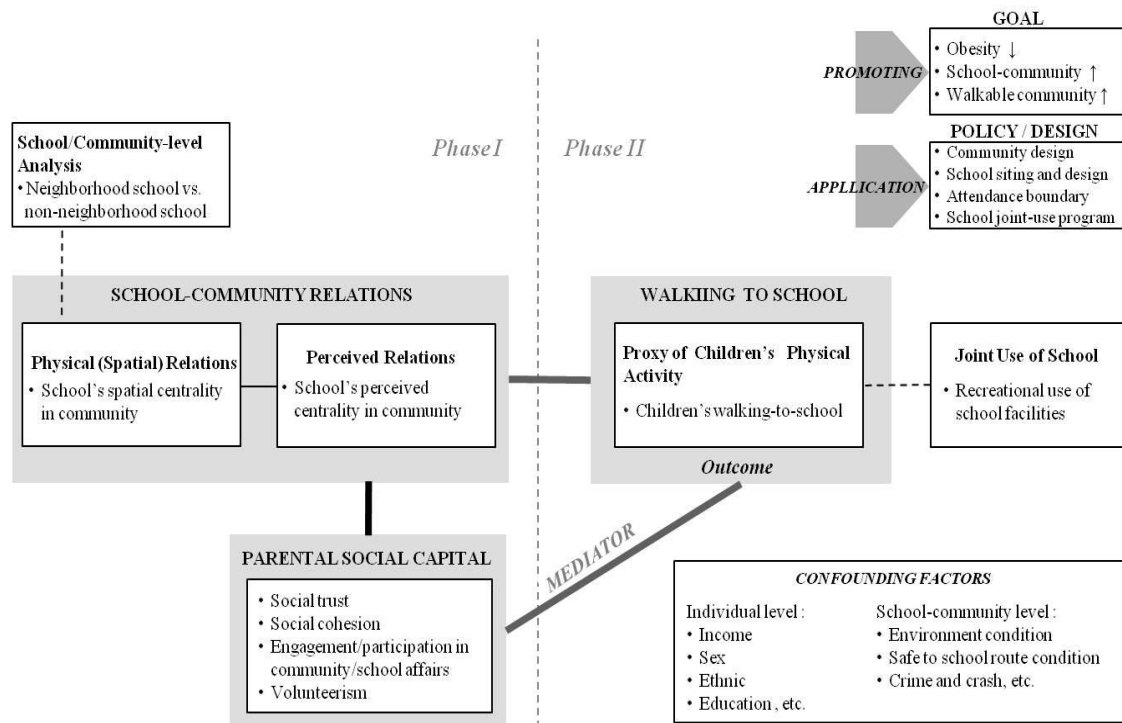 GOAL
PROMOTING
• Obesity ↓
• School-community ↑
• Walkable community ↑
School/Community-level
Analysis
• Neighborhood school vs.
non-neighborhood school
Phase I
Phase II
POLICY / DESIGN
APPLLICATION
• Community design
• School siting and design
• Attendance boundary
• School joint-use program
SCHOOL-COMMUNITY RELATIONS
Physical (Spatial) Relations
• School's spatial centrality
in community
Perceived Relations
• School's perceived
centrality in community
WALKIING TO SCHOOL
Proxy of Children's Physical
Activity
• Children's walking-to-school
Outcome
Joint Use of School
• Recreational use of
school facilities
PARENTAL SOCIAL CAPITAL
• Social trust
• Social cohesion
• Engagement/participation in
community/school affairs
• Volunteerism
MEDIATOR
CONFOUNDING FACTORS
Individual level :
• Income
• Sex
• Ethnic
• Education , etc.
School-community level :
• Environment condition
• Safe to school route condition
• Crime and crash, etc.